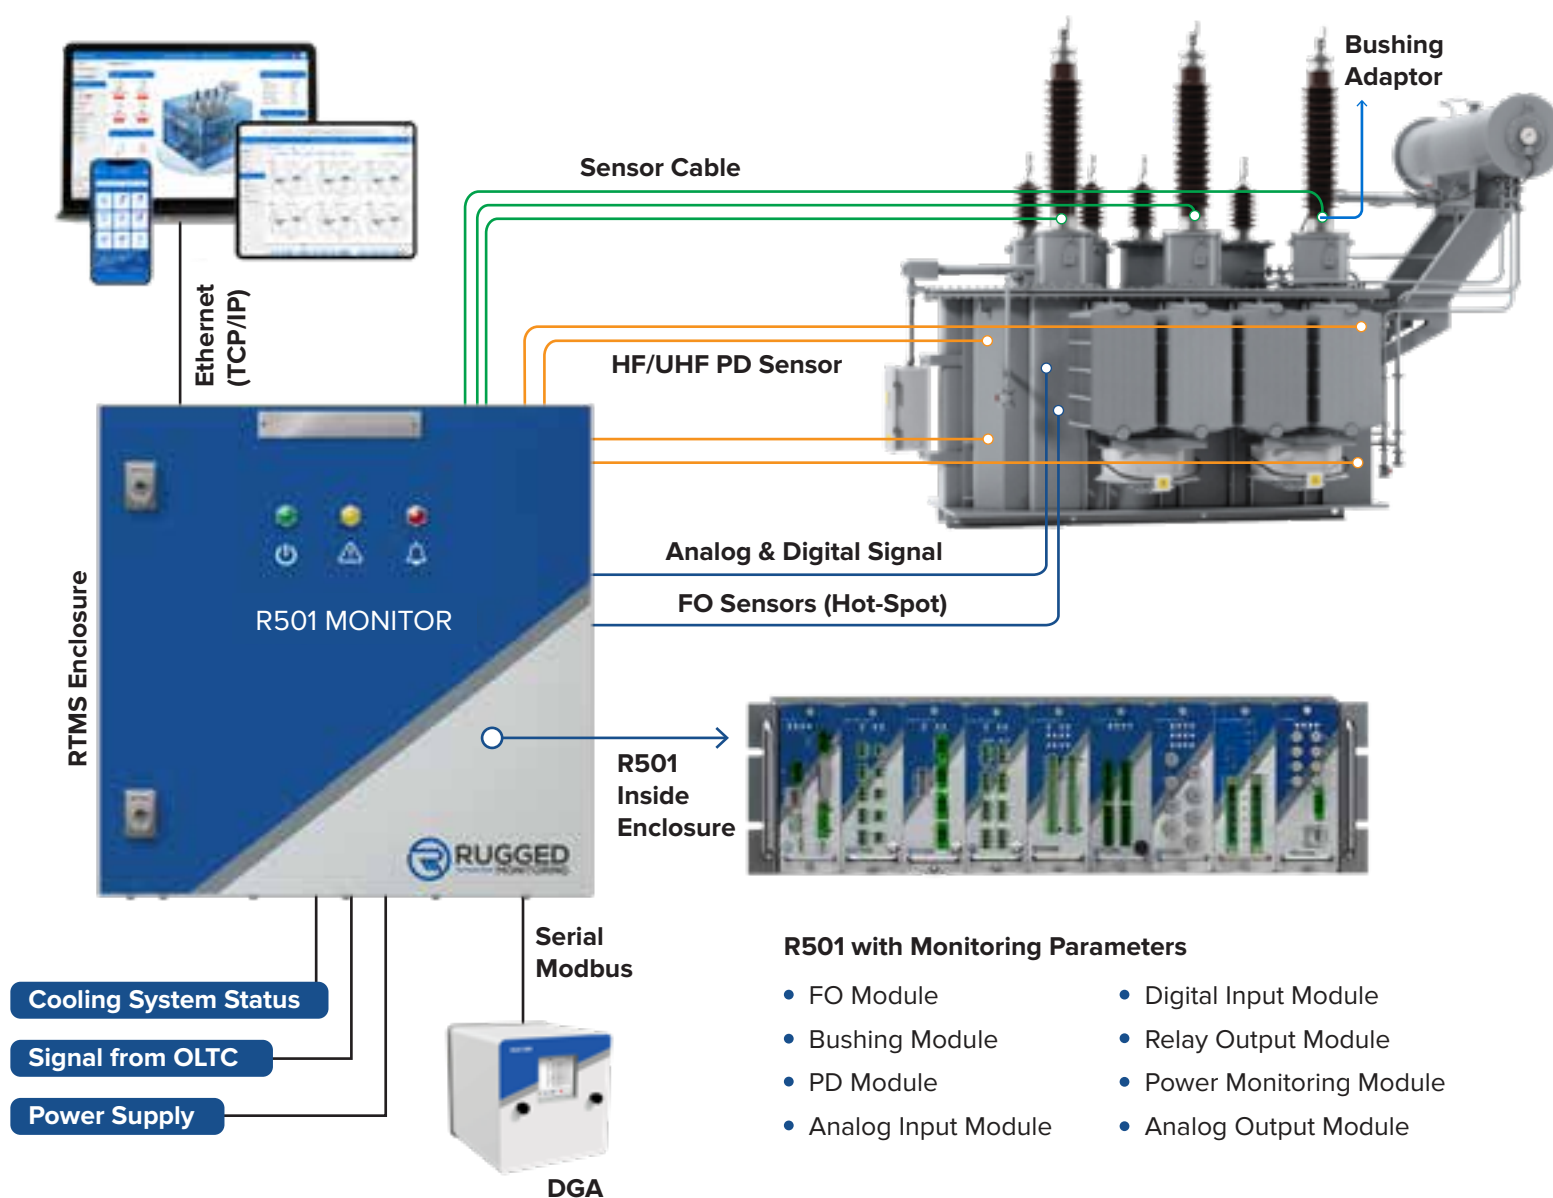 Bushing
Adaptor
Sensor Cable
Ethernet
(TCP/IP)
HF/UHF PD Sensor
Analog & Digital Signal
FO Sensors (Hot-Spot)
RTMS Enclosure
R501 MONITOR
R501
Inside
Enclosure
RUGGED
MONITORING
Serial
Modbus
Cooling System Status
Signal from OLTC
Power Supply
DGA
R501 with Monitoring Parameters
• FO Module
• Bushing Module
• PD Module
• Analog Input Module
• Digital Input Module
• Relay Output Module
• Power Monitoring Module
• Analog Output Module